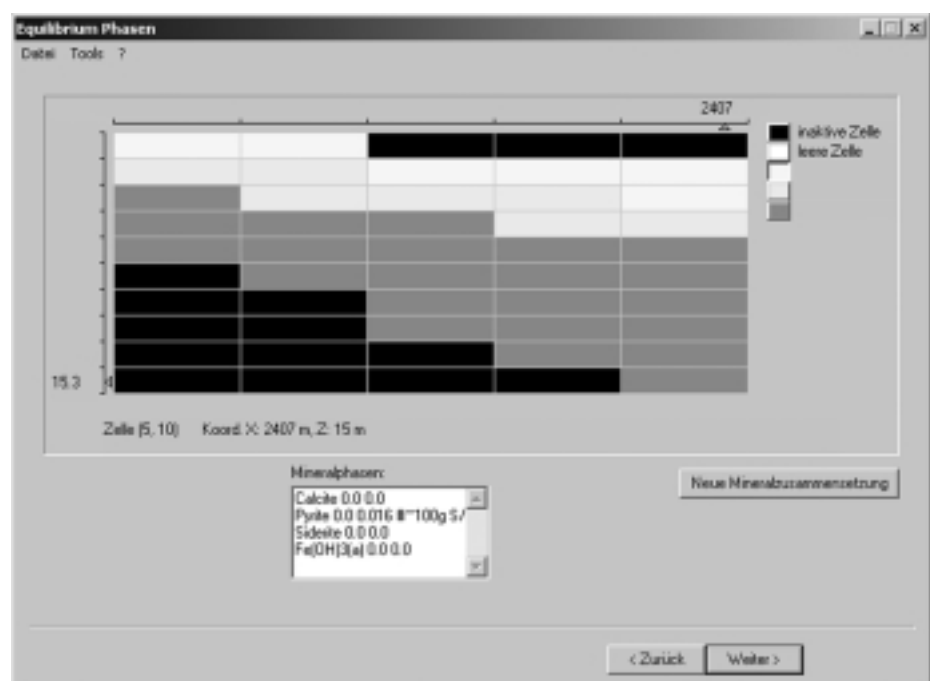 Equilibrium Phasen
Datei Tools ?
2407
inaktive Zelle
leere Zelle
15.3
Zelle (5, 10) Koord. X: 2407 m, Z: 15 m
Mineralphasen:
Calcite 0.0 0.0
Pyrite 0.0 0.016 #~100g S/
Siderite 0.0 0.0
Fe(OH)3(a) 0.0 0.0
Neue Mineralzusammensetzung
< Zurück
Weiter >